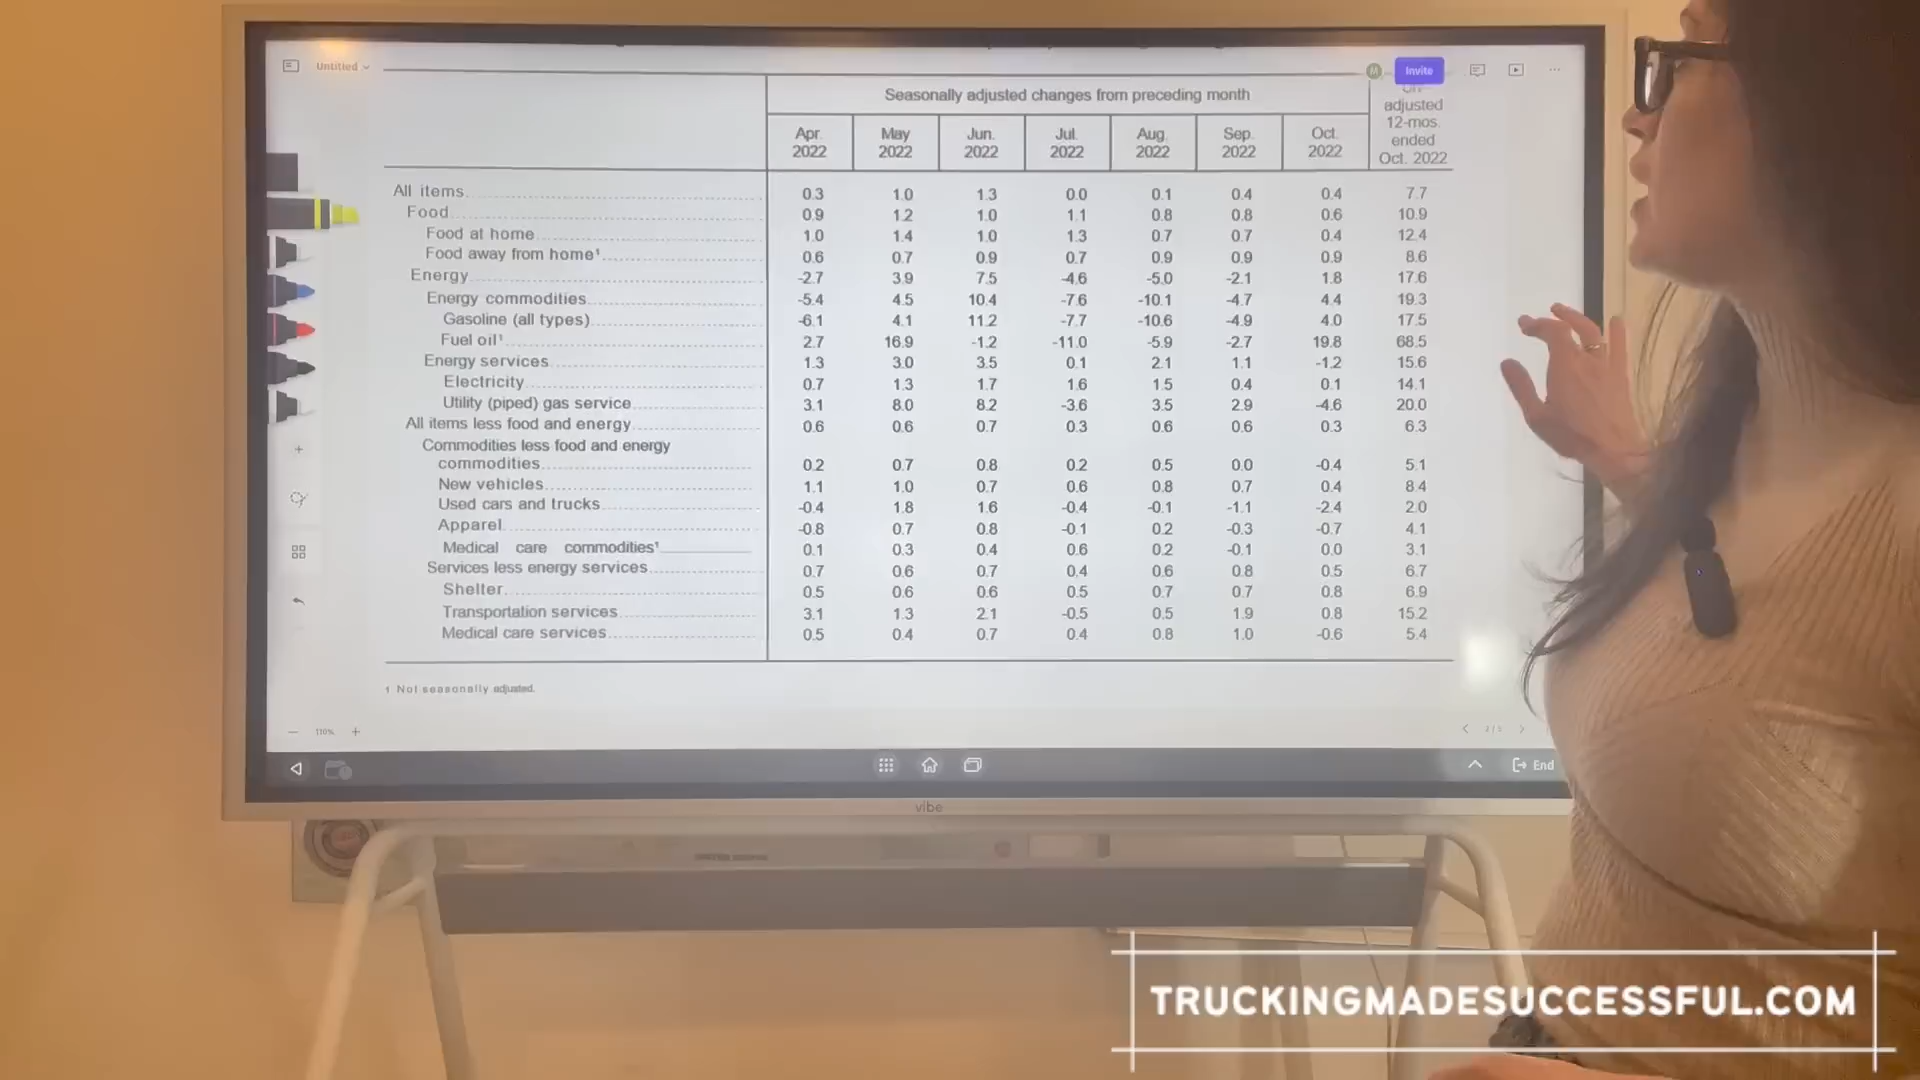 Untitled
M
Invite
Seasonally adjusted changes from preceding month
Un-
adjusted
12-mos.
ended
Oct. 2022
Apr. 2022 May 2022 Jun. 2022 Jul. 2022 Aug. 2022 Sep. 2022 Oct. 2022
All items 0.3 1.0 1.3 0.0 0.1 0.4 0.4 7.7
Food 0.9 1.2 1.0 1.1 0.8 0.8 0.6 10.9
Food at home 1.0 1.4 1.0 1.3 0.7 0.7 0.4 12.4
Food away from home¹ 0.6 0.7 0.9 0.7 0.9 0.9 0.9 8.6
Energy -2.7 3.9 7.5 -4.6 -5.0 -2.1 1.8 17.6
Energy commodities -5.4 4.5 10.4 -7.6 -10.1 -4.7 4.4 19.3
Gasoline (all types) -6.1 4.1 11.2 -7.7 -10.6 -4.9 4.0 17.5
Fuel oil¹ 2.7 16.9 -1.2 -11.0 -5.9 -2.7 19.8 68.5
Energy services 1.3 3.0 3.5 0.1 2.1 1.1 -1.2 15.6
Electricity 0.7 1.3 1.7 1.6 1.5 0.4 0.1 14.1
Utility (piped) gas service 3.1 8.0 8.2 -3.6 3.5 2.9 -4.6 20.0
All items less food and energy 0.6 0.6 0.7 0.3 0.6 0.6 0.3 6.3
Commodities less food and energy
commodities 0.2 0.7 0.8 0.2 0.5 0.0 -0.4 5.1
New vehicles 1.1 1.0 0.7 0.6 0.8 0.7 0.4 8.4
Used cars and trucks -0.4 1.8 1.6 -0.4 -0.1 -1.1 -2.4 2.0
Apparel -0.8 0.7 0.8 -0.1 0.2 -0.3 -0.7 4.1
Medical care commodities¹ 0.1 0.3 0.4 0.6 0.2 -0.1 0.0 3.1
Services less energy services 0.7 0.6 0.7 0.4 0.6 0.8 0.5 6.7
Shelter 0.5 0.6 0.6 0.5 0.7 0.7 0.8 6.9
Transportation services 3.1 1.3 2.1 -0.5 0.5 1.9 0.8 15.2
Medical care services 0.5 0.4 0.7 0.4 0.8 1.0 -0.6 5.4
1 Not seasonally adjusted.
110%
End
vibe
TRUCKINGMADESUCCESSFUL.COM